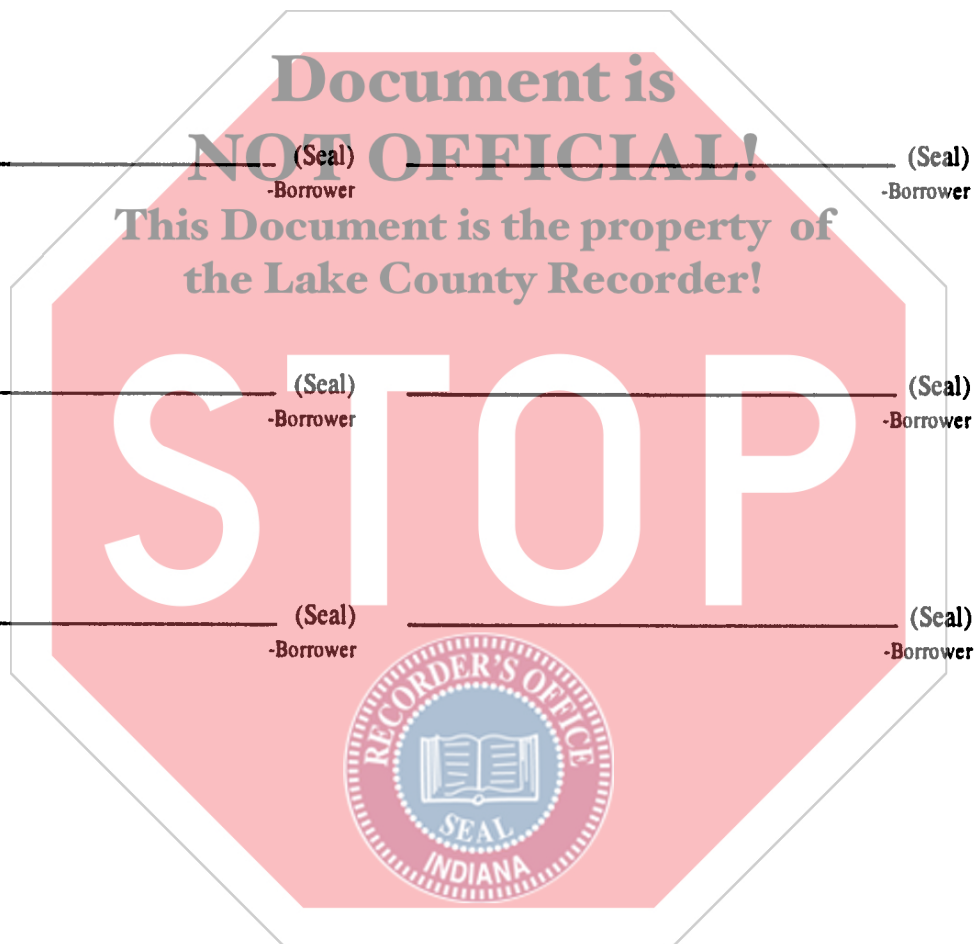 Document is
NOT OFFICIAL!
(Seal) (Seal)
-Borrower -Borrower
This Document is the property of
the Lake County Recorder!
(Seal) (Seal)
-Borrower -Borrower
STOP
(Seal) (Seal)
-Borrower -Borrower
RECORDER'S OFFICE
SEAL
INDIANA